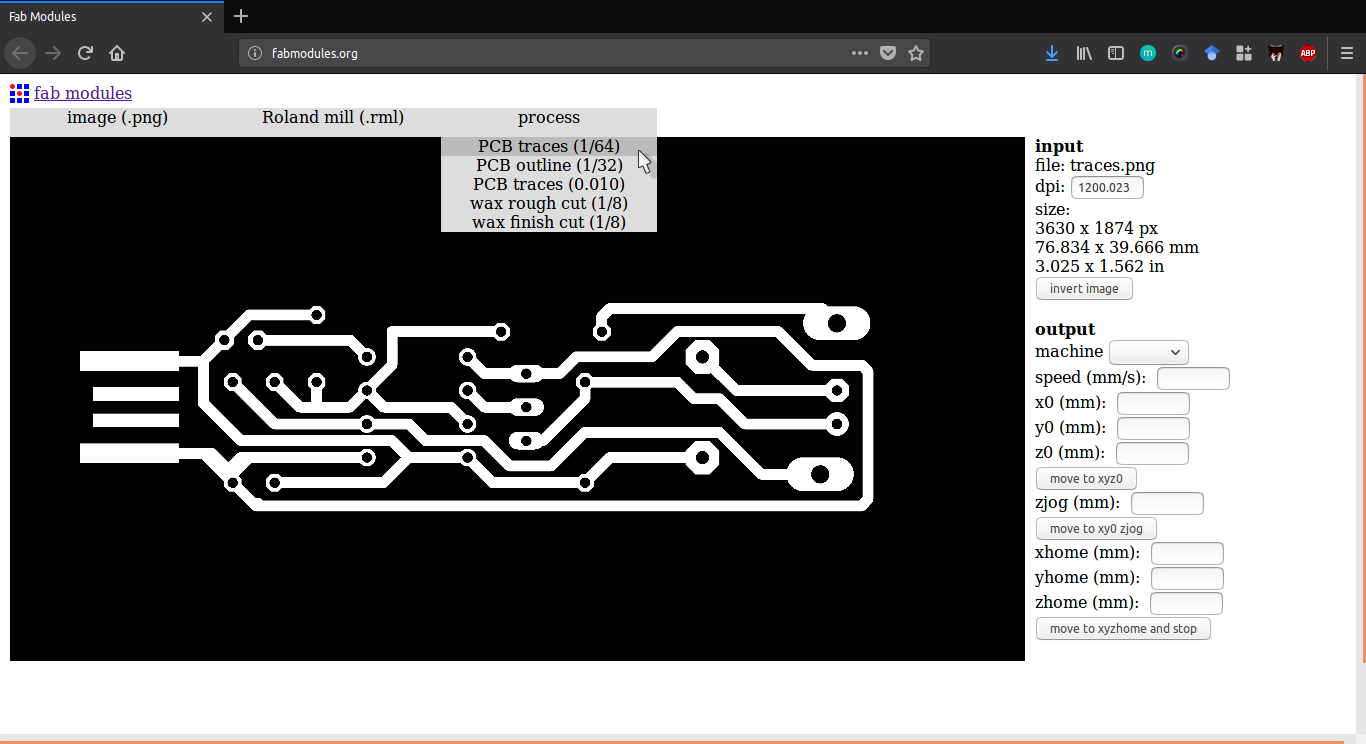 Fab Modules
fabmodules.org
m
ABP
fab modules
image (.png) Roland mill (.rml) process
PCB traces (1/64)
PCB outline (1/32)
PCB traces (0.010)
wax rough cut (1/8)
wax finish cut (1/8)
input
file: traces.png
dpi: 1200.023
size:
3630 x 1874 px
76.834 x 39.666 mm
3.025 x 1.562 in
invert image
output
machine
speed (mm/s):
x0 (mm):
y0 (mm):
z0 (mm):
move to xyz0
zjog (mm):
move to xy0 zjog
xhome (mm):
yhome (mm):
zhome (mm):
move to xyzhome and stop